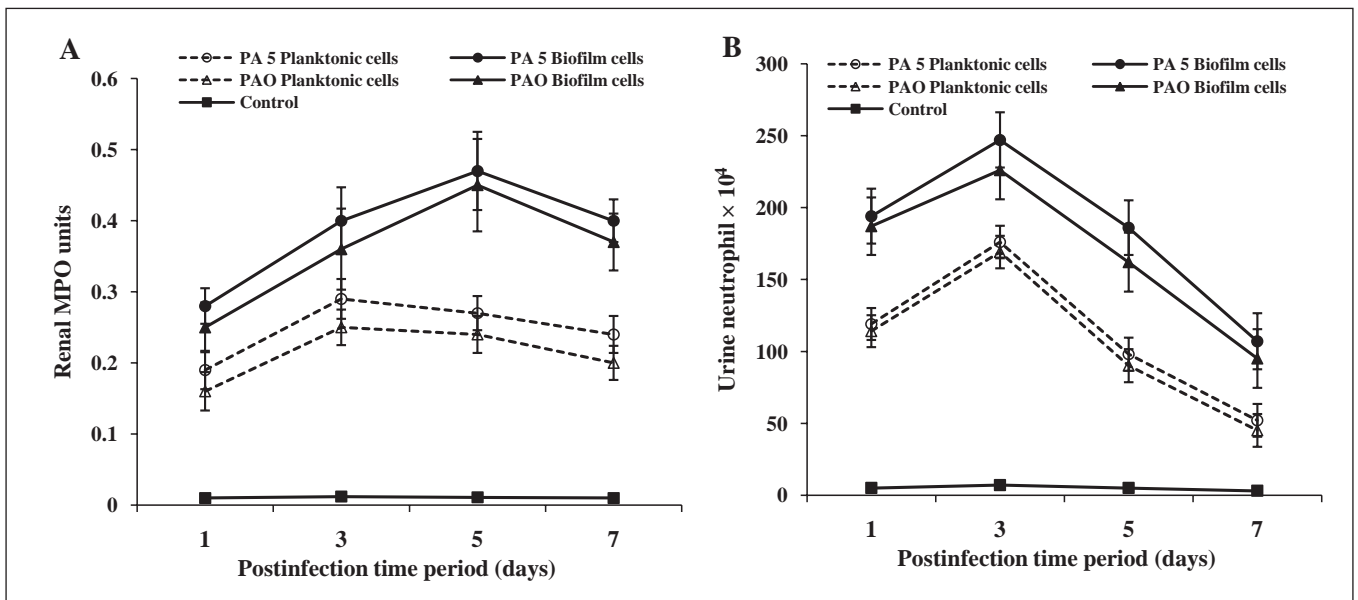 A
PA 5 Planktonic cells
PA 5 Biofilm cells
PAO Planktonic cells
PAO Biofilm cells
Control
0.6
0.5
0.4
0.3
0.2
0.1
0
Renal MPO units
1 3 5 7
Postinfection time period (days)
B
PA 5 Planktonic cells
PA 5 Biofilm cells
PAO Planktonic cells
PAO Biofilm cells
Control
300
250
200
150
100
50
0
Urine neutrophil × 10⁴
1 3 5 7
Postinfection time period (days)